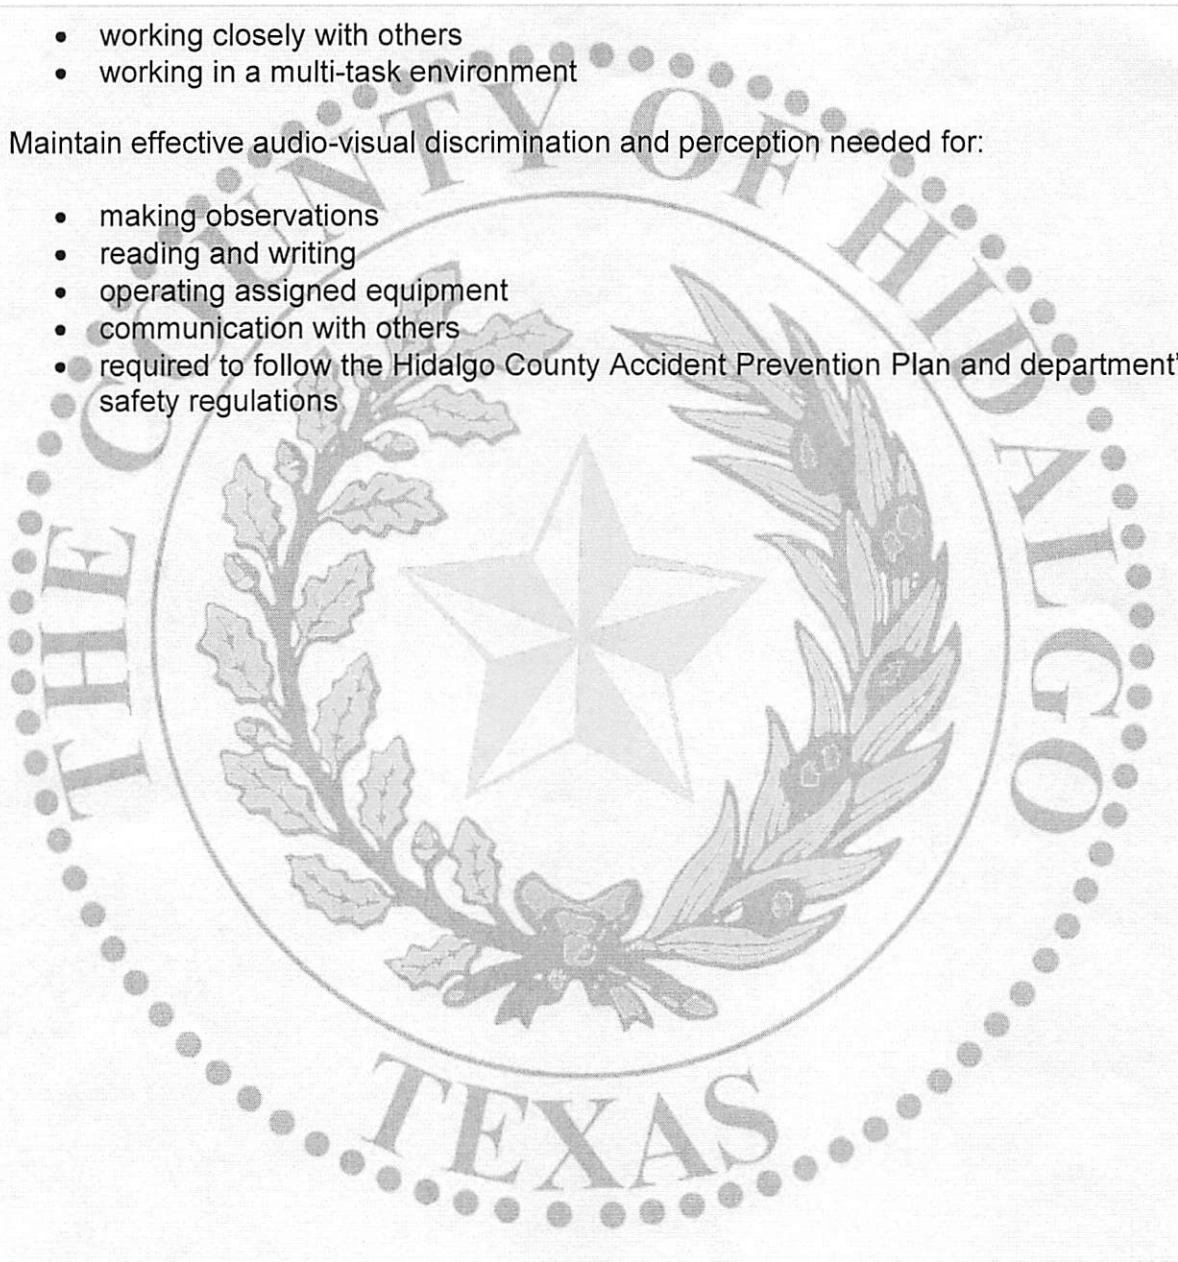 • working closely with others
• working in a multi-task environment
Maintain effective audio-visual discrimination and perception needed for:
• making observations
• reading and writing
• operating assigned equipment
• communication with others
• required to follow the Hidalgo County Accident Prevention Plan and department'
safety regulations
THE COUNTY OF HIDALGO
TEXAS